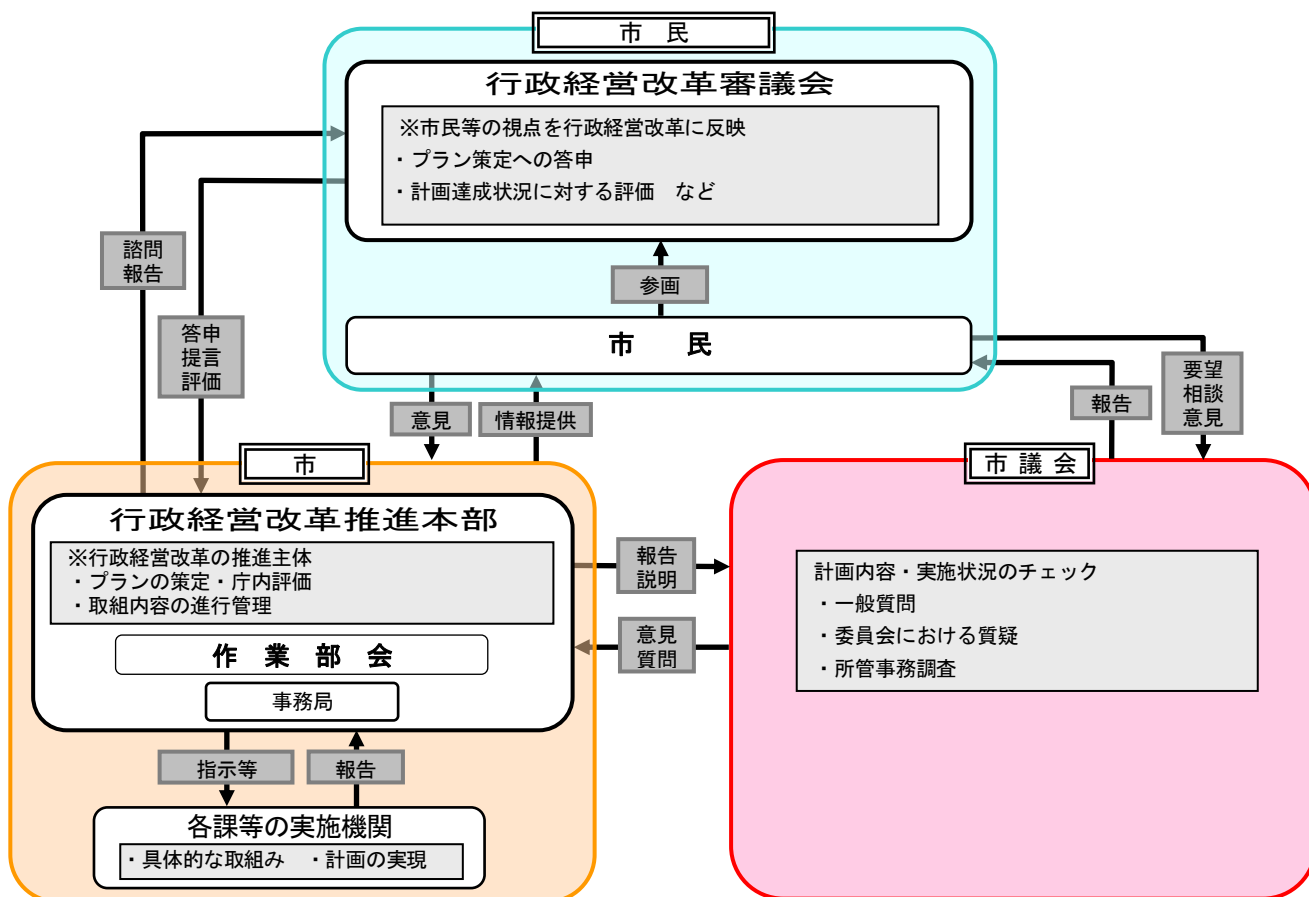 市 民
行政経営改革審議会
※市民等の視点を行政経営改革に反映
・プラン策定への答申
・計画達成状況に対する評価 など
諮問
報告
答申
提言
評価
参画
市 民
意見
情報提供
報告
要望
相談
意見
市
行政経営改革推進本部
※行政経営改革の推進主体
・プランの策定・庁内評価
・取組内容の進行管理
作 業 部 会
事務局
指示等
報告
各課等の実施機関
・具体的な取組み ・計画の実現
報告
説明
意見
質問
市 議 会
計画内容・実施状況のチェック
・一般質問
・委員会における質疑
・所管事務調査